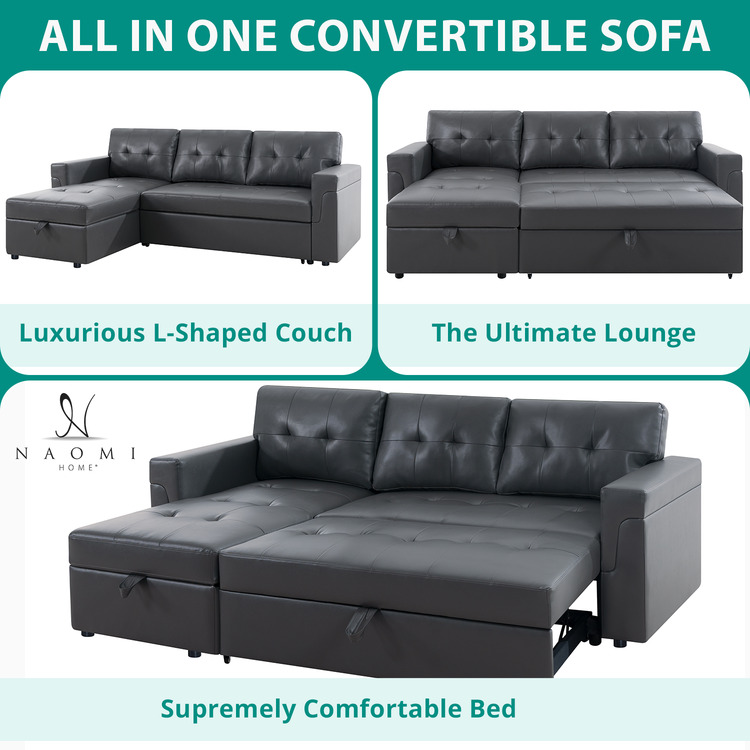 ALL IN ONE CONVERTIBLE SOFA
Luxurious L-Shaped Couch
The Ultimate Lounge
NAOMI
HOME®
Supremely Comfortable Bed